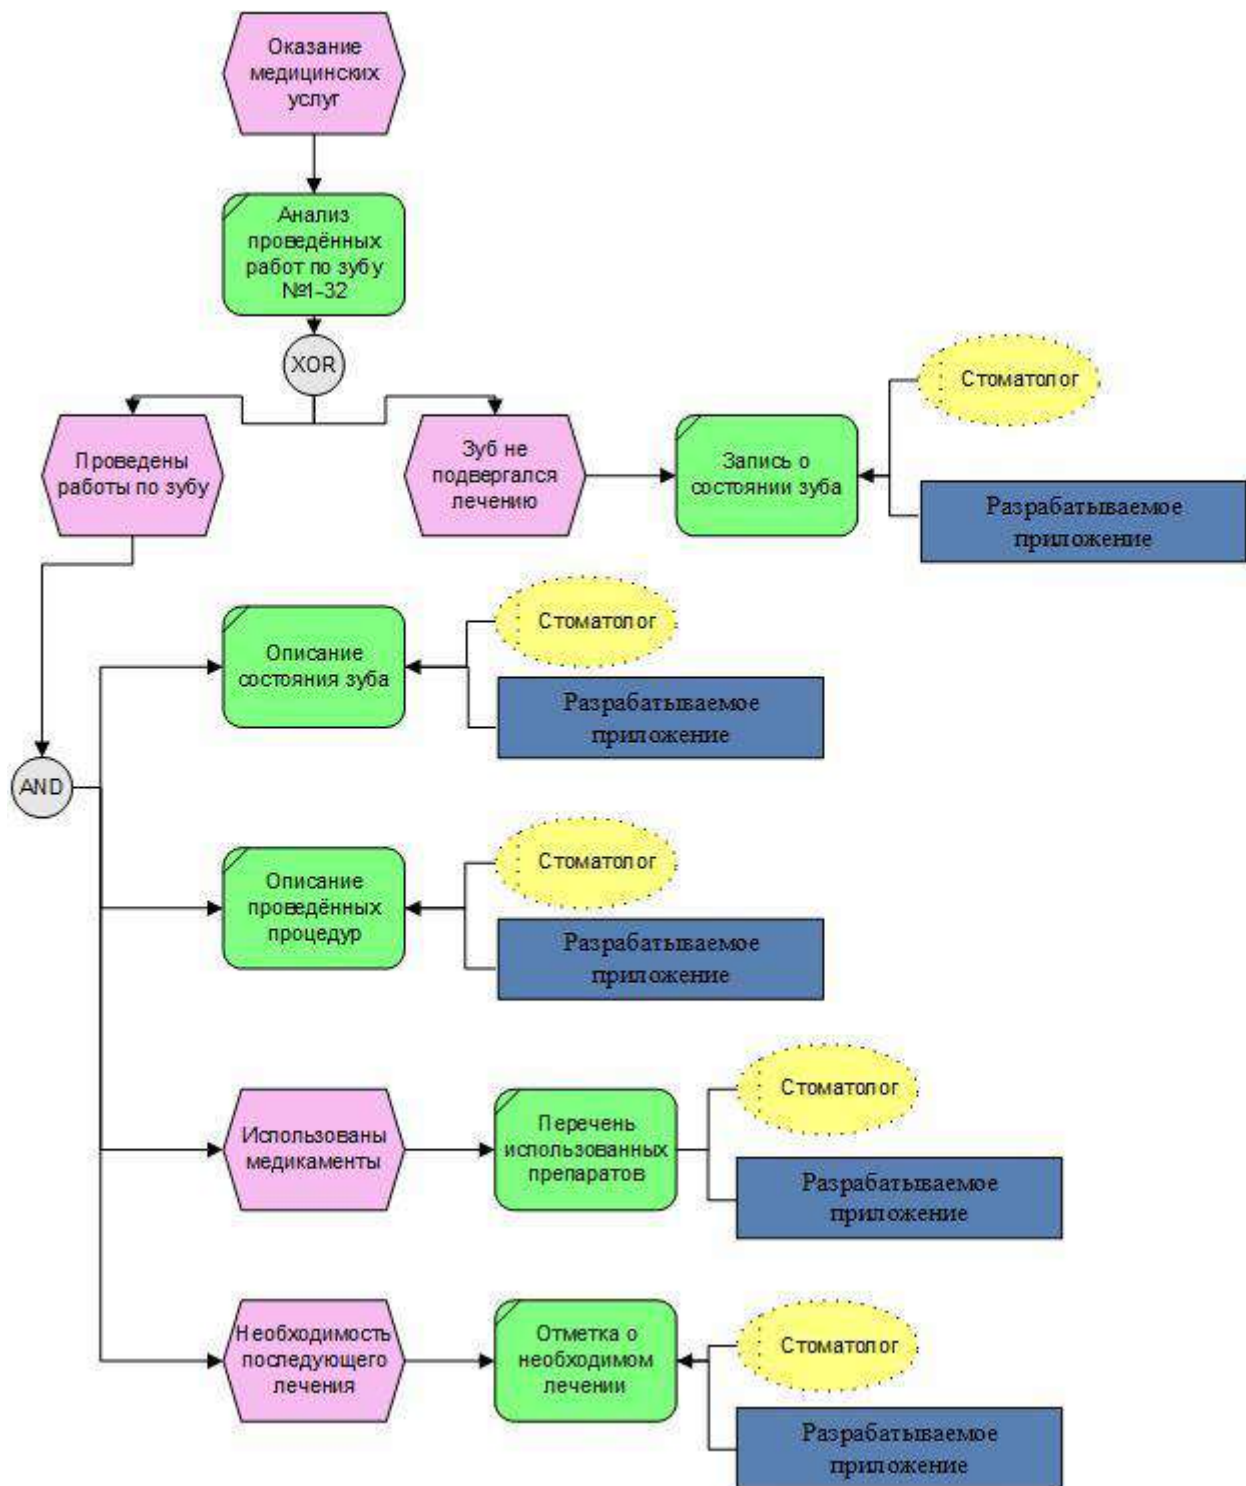 Оказание
медицинских
услуг
Анализ
проведённых
работ по зубу
№1-32
XOR
Проведены
работы по зубу
Зуб не
подвергался
лечению
Запись о
состоянии зуба
Стоматолог
Разрабатываемое
приложение
Описание
состояния зуба
Стоматолог
Разрабатываемое
приложение
AND
Описание
проведённых
процедур
Стоматолог
Разрабатываемое
приложение
Использованы
медикаменты
Перечень
использованных
препаратов
Стоматолог
Разрабатываемое
приложение
Необходимость
последующего
лечения
Отметка о
необходимом
лечении
Стоматолог
Разрабатываемое
приложение